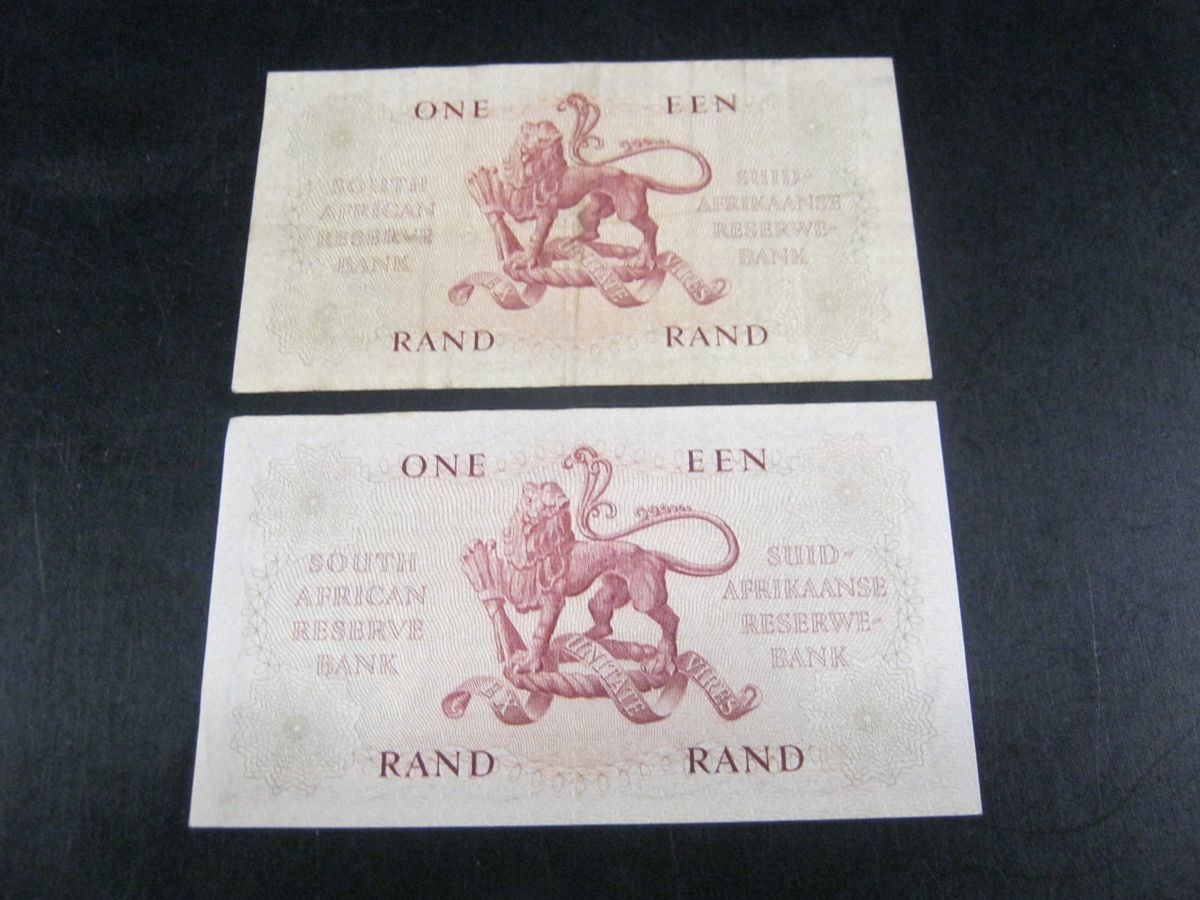 ONE EEN
SOUTH
AFRICAN
RESERVE
BANK
SUID-
AFRIKAANSE
RESERWE-
BANK
EX UNITATE VIRES
RAND RAND
ONE EEN
SOUTH
AFRICAN
RESERVE
BANK
SUID-
AFRIKAANSE
RESERWE-
BANK
EX UNITATE VIRES
RAND RAND